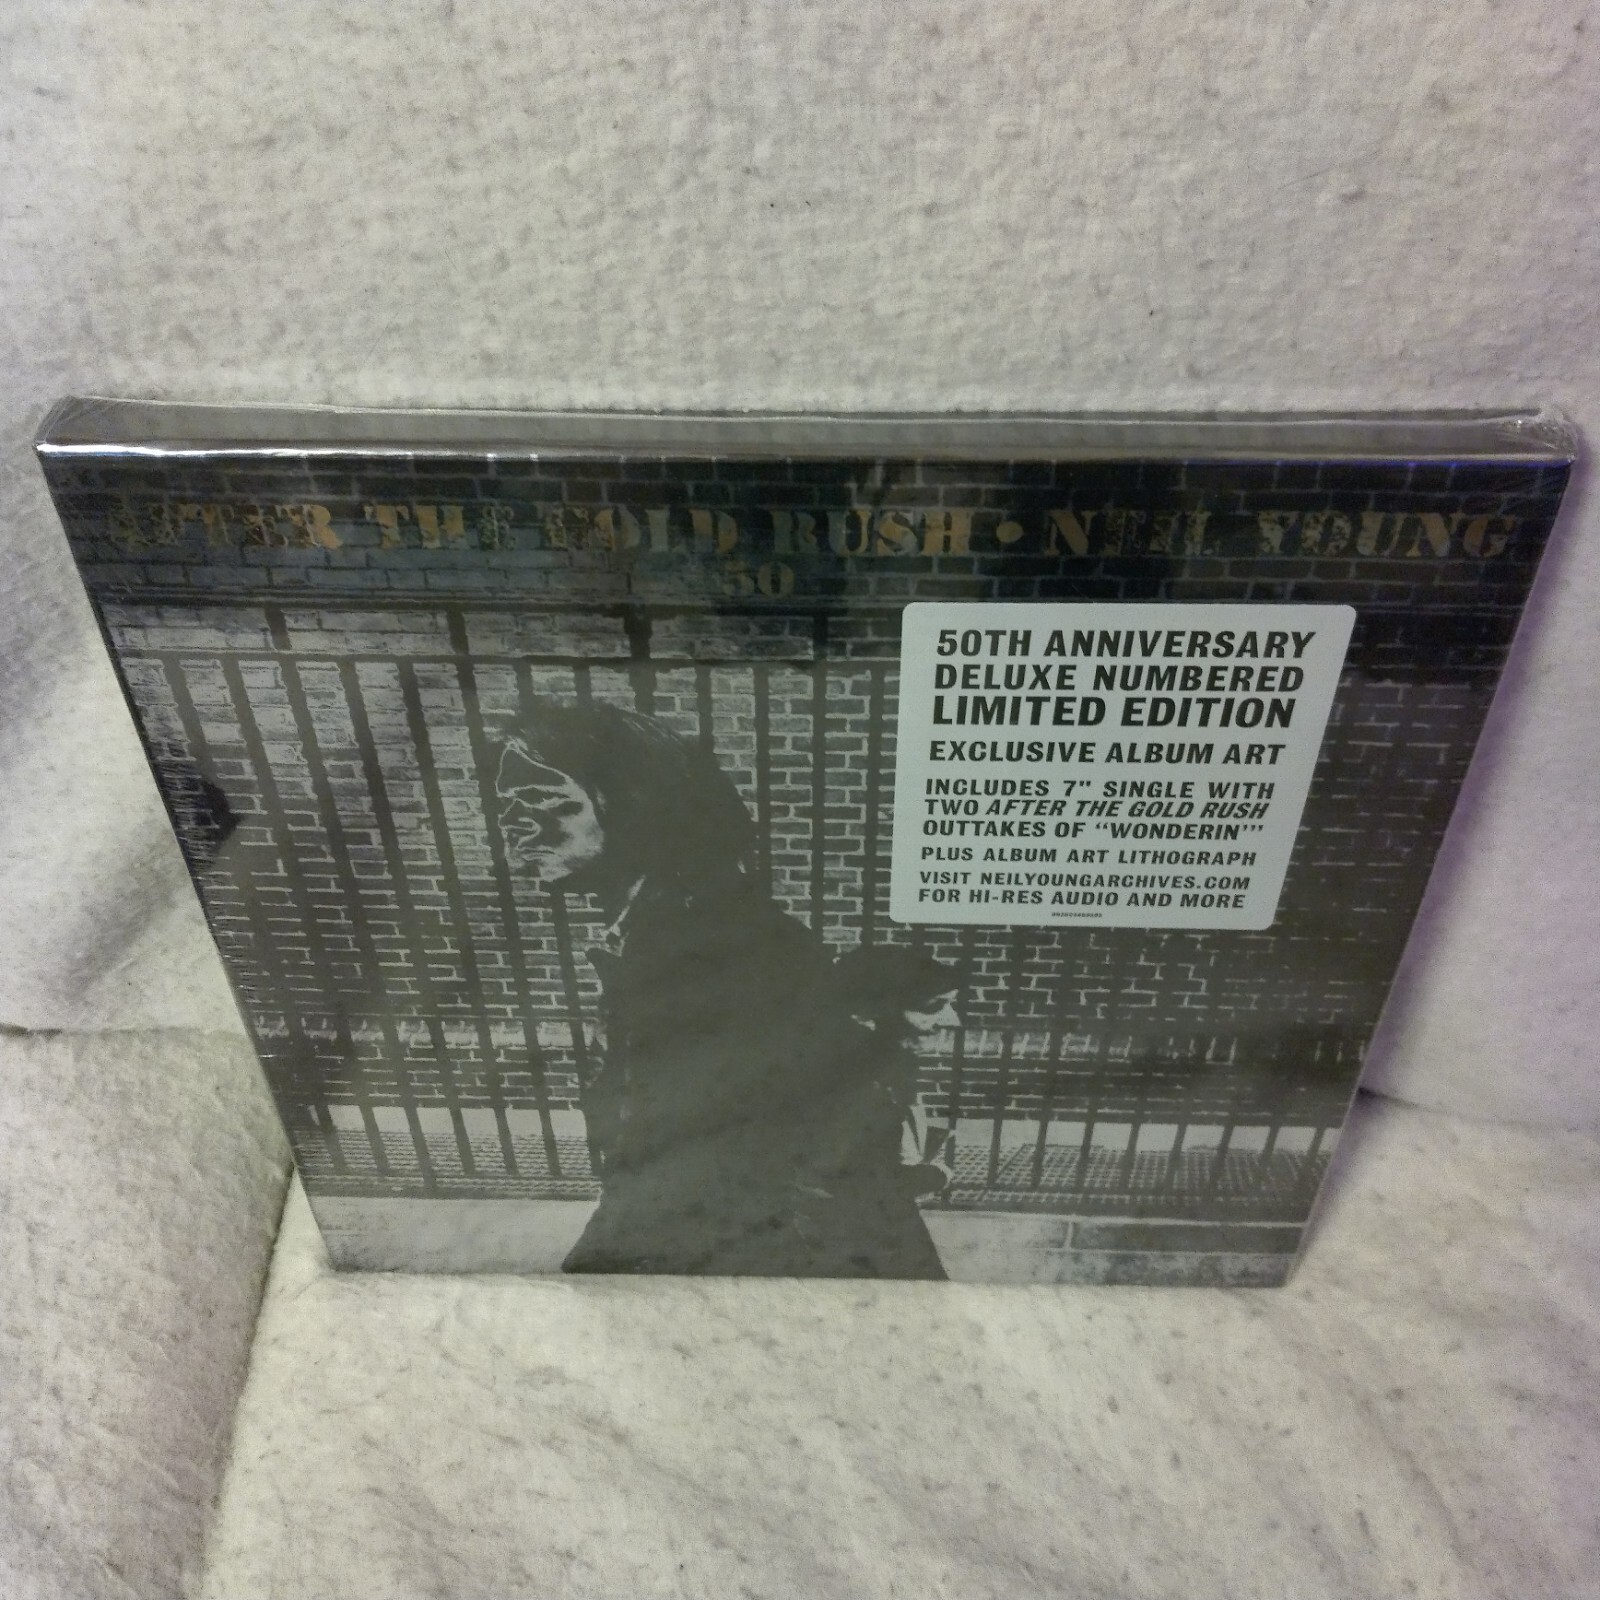 AFTER THE GOLD RUSH • NEIL YOUNG
50
50TH ANNIVERSARY
DELUXE NUMBERED
LIMITED EDITION
EXCLUSIVE ALBUM ART
INCLUDES 7" SINGLE WITH
TWO AFTER THE GOLD RUSH
OUTTAKES OF “WONDERIN'”
PLUS ALBUM ART LITHOGRAPH
VISIT NEILYOUNGARCHIVES.COM
FOR HI-RES AUDIO AND MORE